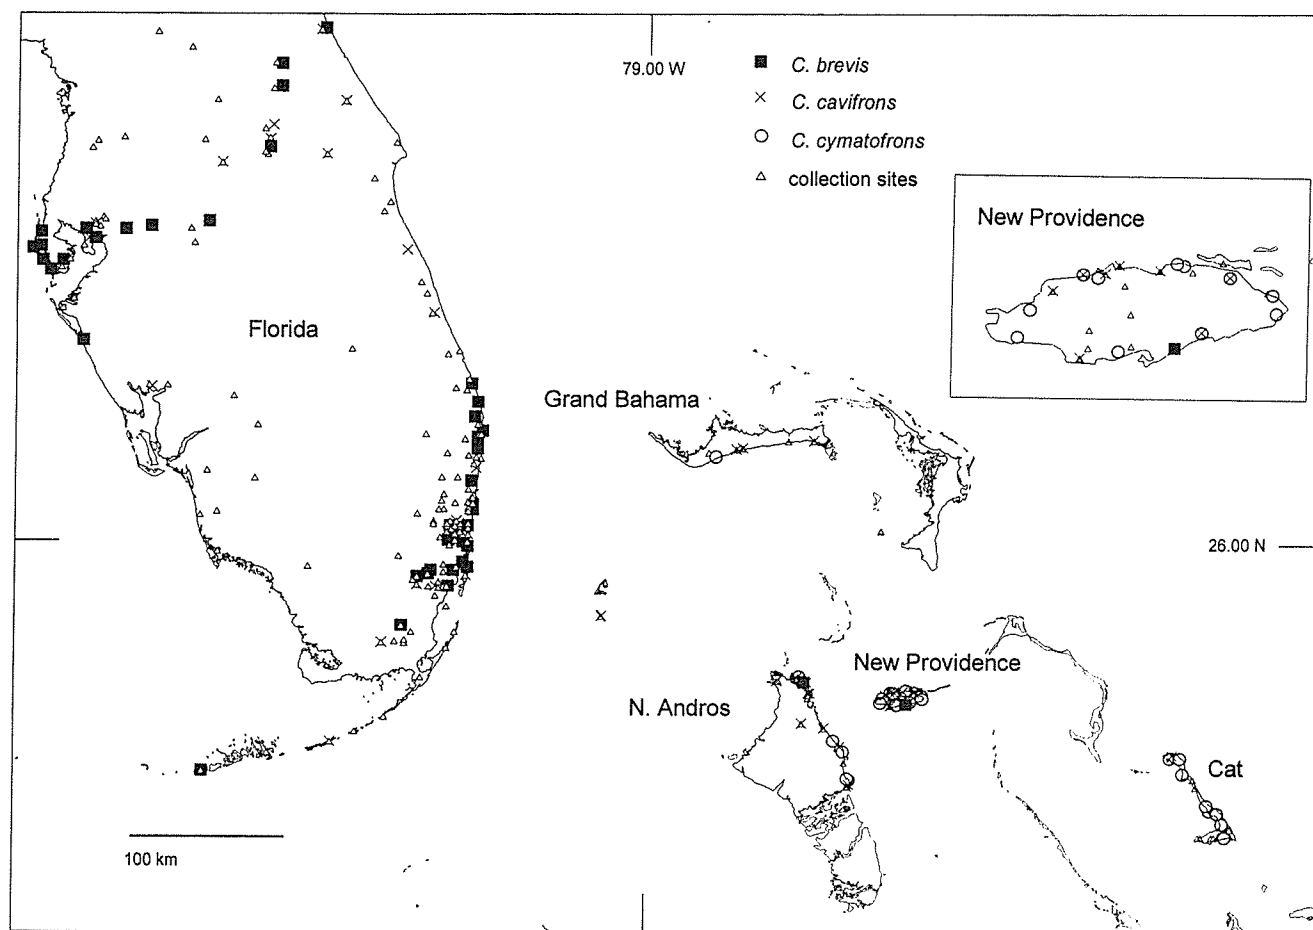 79.00 W
C. brevis
C. cavifrons
C. cymatofrons
collection sites
New Providence
Florida
Grand Bahama
26.00 N
New Providence
N. Andros
Cat
100 km